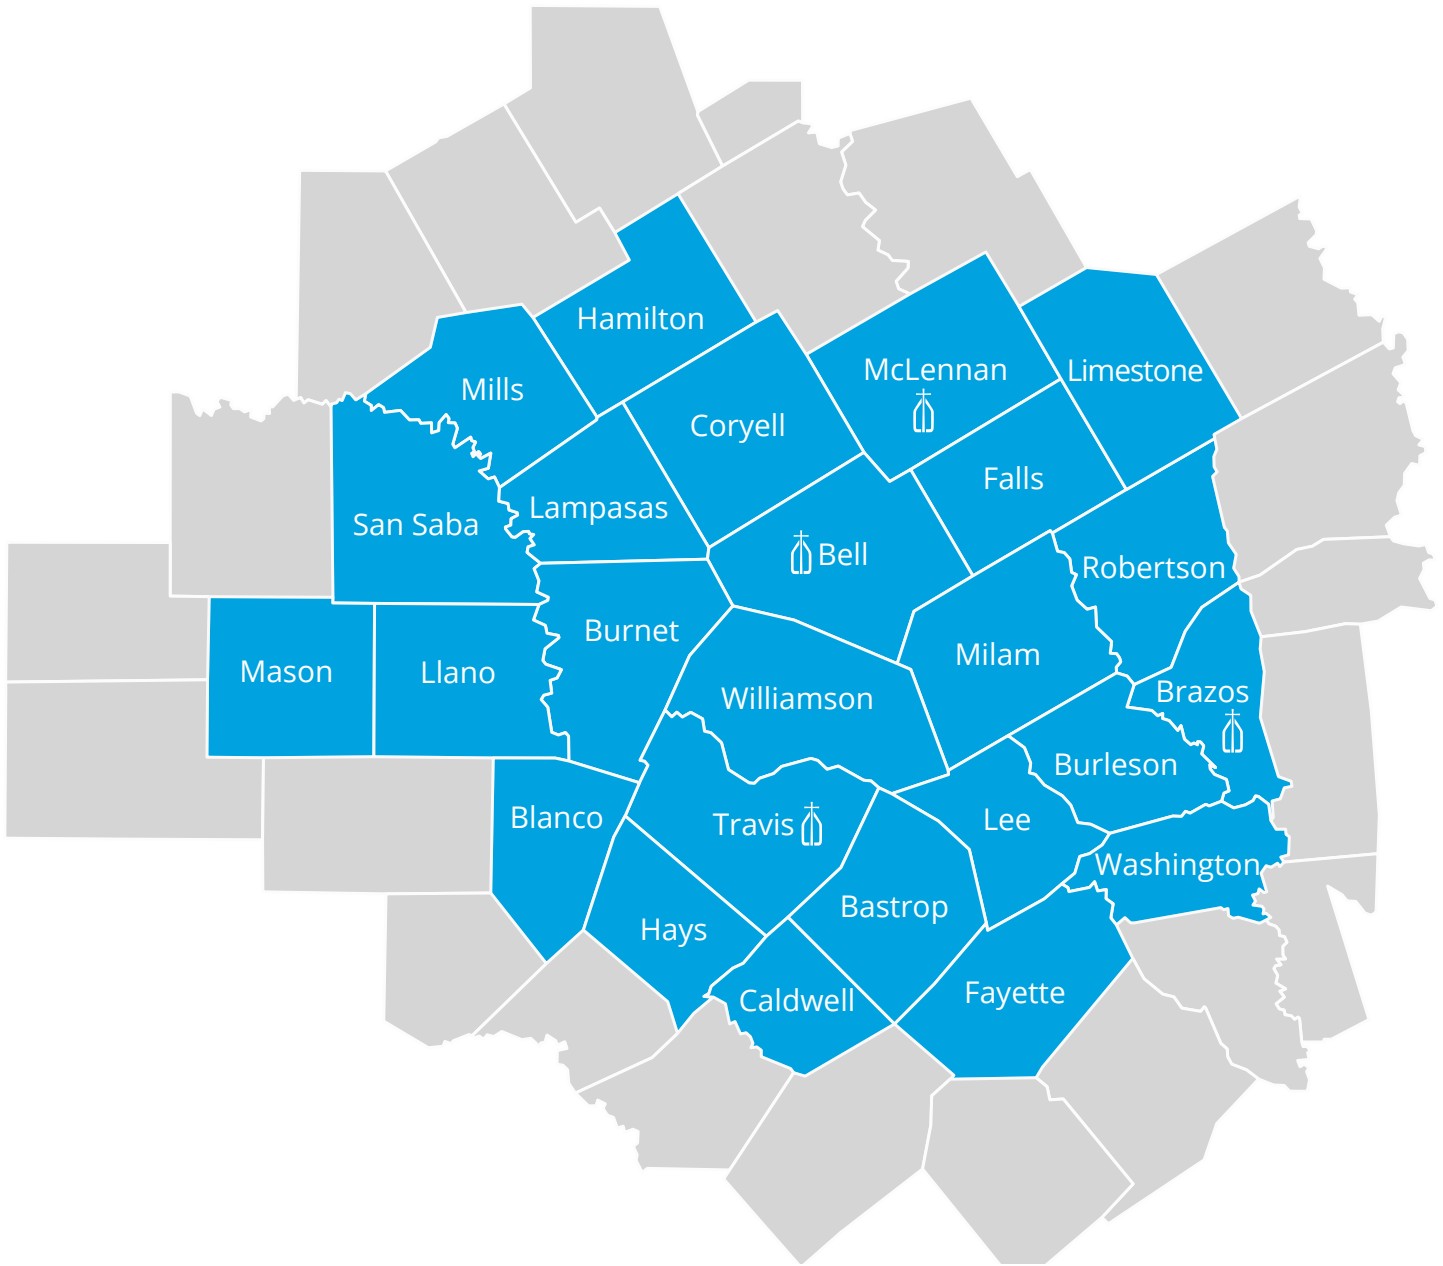 Hamilton
McLennan
Limestone
Mills
Coryell
Falls
Lampasas
San Saba
Bell
Robertson
Burnet
Milam
Mason
Llano
Williamson
Brazos
Burleson
Blanco
Travis
Lee
Washington
Bastrop
Hays
Fayette
Caldwell